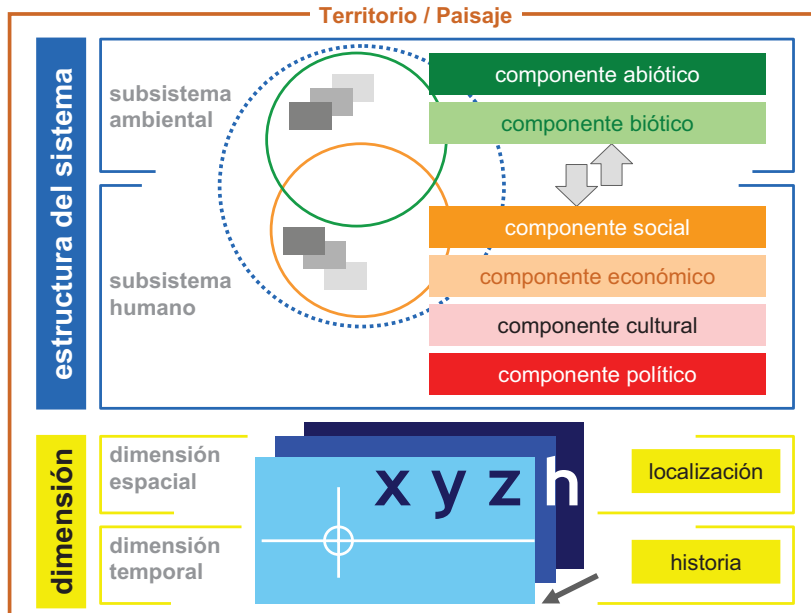 Territorio / Paisaje
estructura del sistema
subsistema
ambiental
componente abiótico
componente biótico
subsistema
humano
componente social
componente económico
componente cultural
componente político
dimensión
dimensión
espacial
x y z h
localización
dimensión
temporal
historia